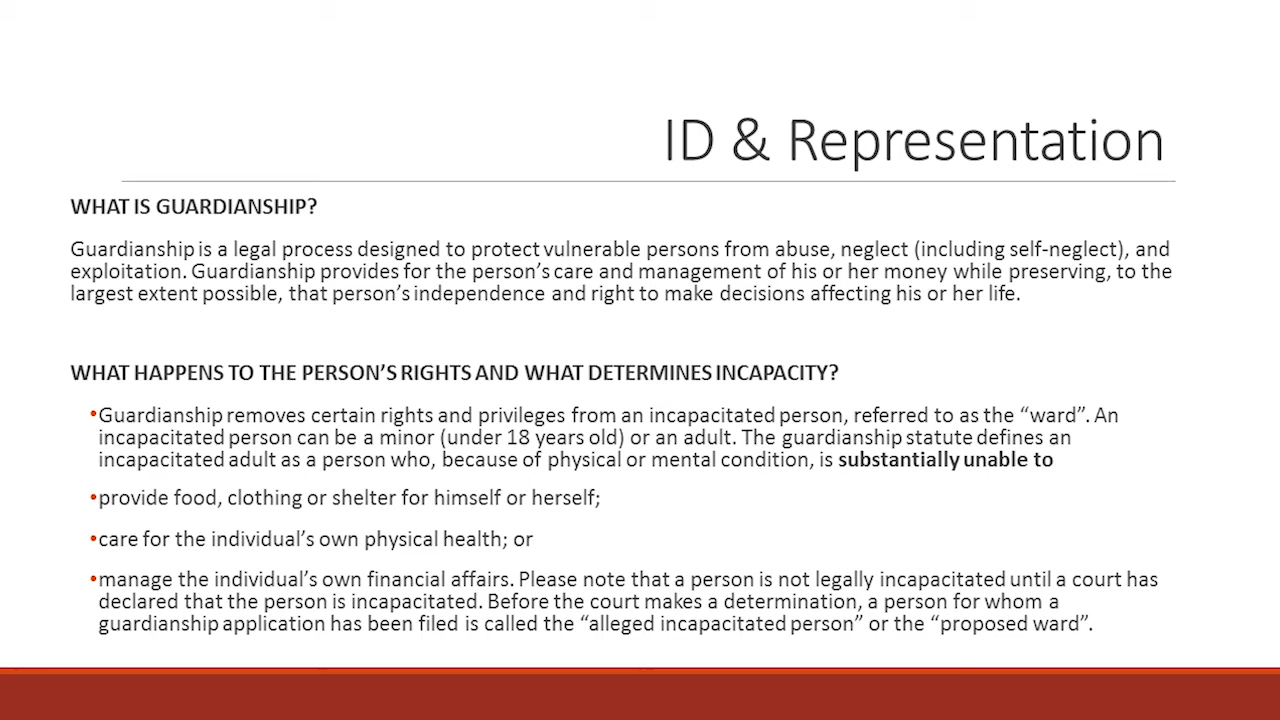 ID & Representation
WHAT IS GUARDIANSHIP?
Guardianship is a legal process designed to protect vulnerable persons from abuse, neglect (including self-neglect), and
exploitation. Guardianship provides for the person’s care and management of his or her money while preserving, to the
largest extent possible, that person’s independence and right to make decisions affecting his or her life.
WHAT HAPPENS TO THE PERSON’S RIGHTS AND WHAT DETERMINES INCAPACITY?
•Guardianship removes certain rights and privileges from an incapacitated person, referred to as the “ward”. An
incapacitated person can be a minor (under 18 years old) or an adult. The guardianship statute defines an
incapacitated adult as a person who, because of physical or mental condition, is substantially unable to
•provide food, clothing or shelter for himself or herself;
•care for the individual’s own physical health; or
•manage the individual’s own financial affairs. Please note that a person is not legally incapacitated until a court has
declared that the person is incapacitated. Before the court makes a determination, a person for whom a
guardianship application has been filed is called the “alleged incapacitated person” or the “proposed ward”.